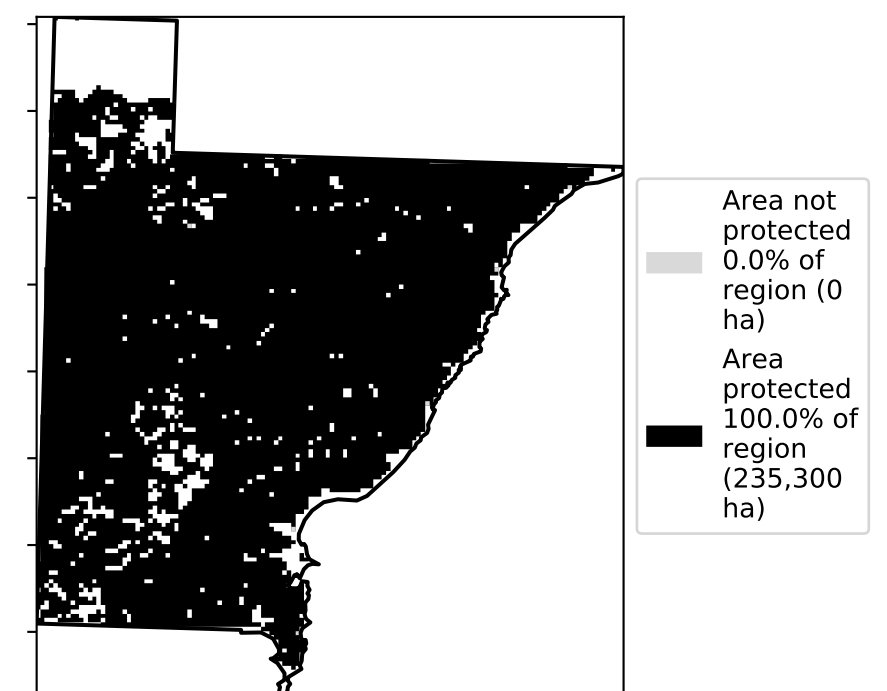 Area not
protected
0.0% of
region (0
ha)
Area
protected
100.0% of
region
(235,300
ha)